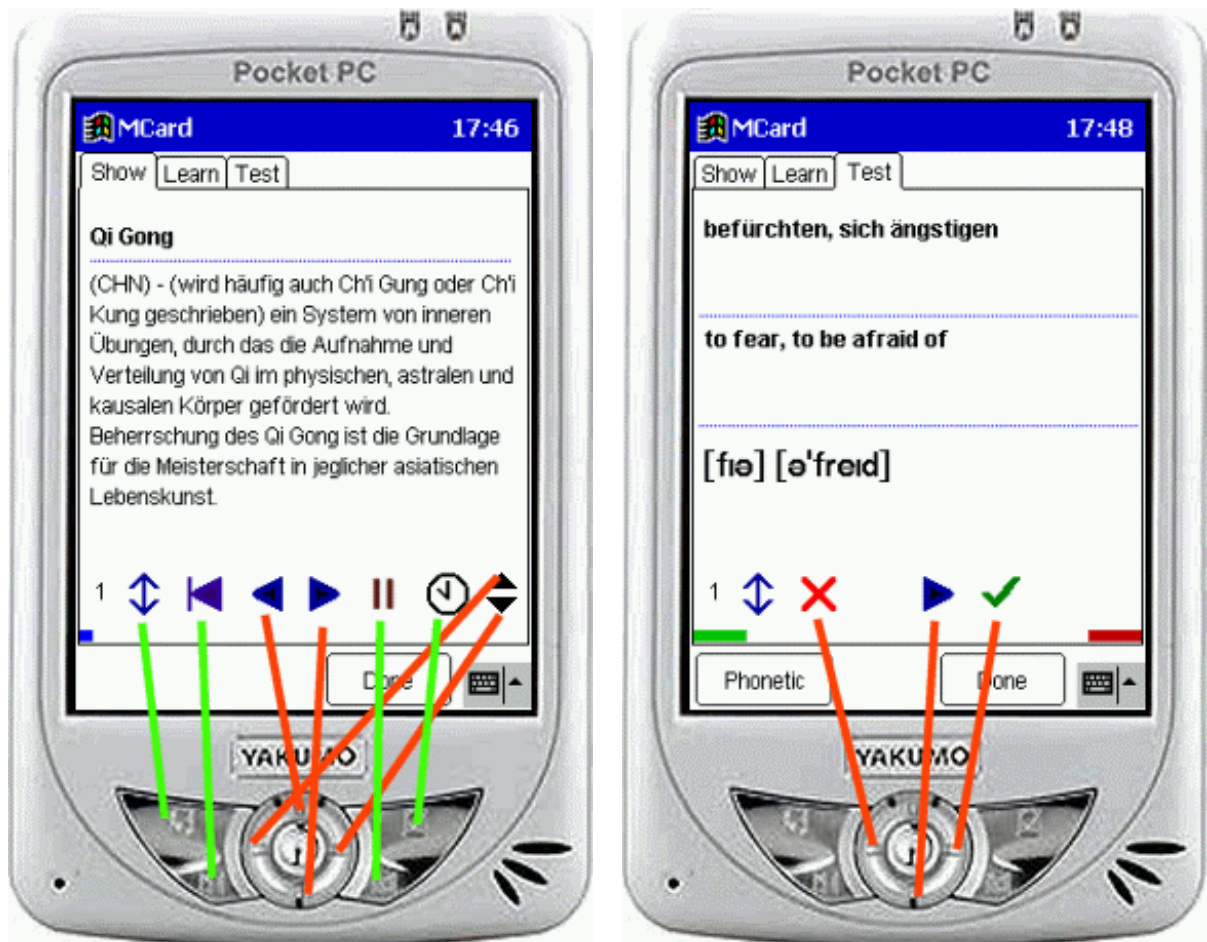 Pocket PC
MCard 17:46
Show Learn Test
Qi Gong
(CHN) - (wird häufig auch Ch'i Gung oder Ch'i
Kung geschrieben) ein System von inneren
Übungen, durch das die Aufnahme und
Verteilung von Qi im physischen, astralen und
kausalen Körper gefördert wird.
Beherrschung des Qi Gong ist die Grundlage
für die Meisterschaft in jeglicher asiatischen
Lebenskunst.
1
Done
YAKUMO
Pocket PC
MCard 17:48
Show Learn Test
befürchten, sich ängstigen
to fear, to be afraid of
[fɪə] [ə'freɪd]
1
Phonetic Done
YAKUMO